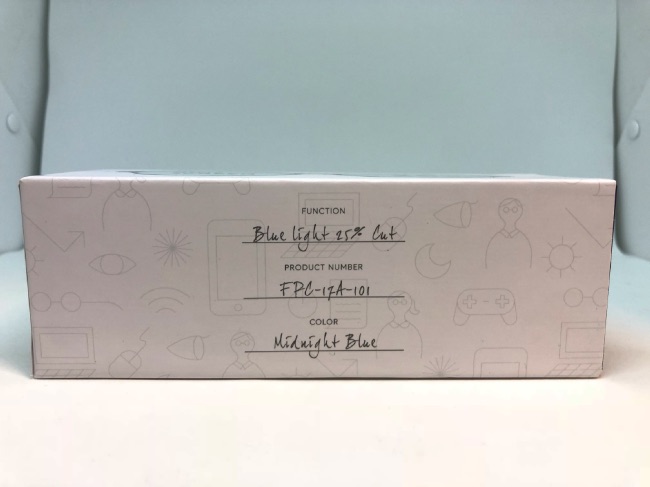 FUNCTION
Blue light 25% Cut
PRODUCT NUMBER
FPC-17A-101
COLOR
Midnight Blue